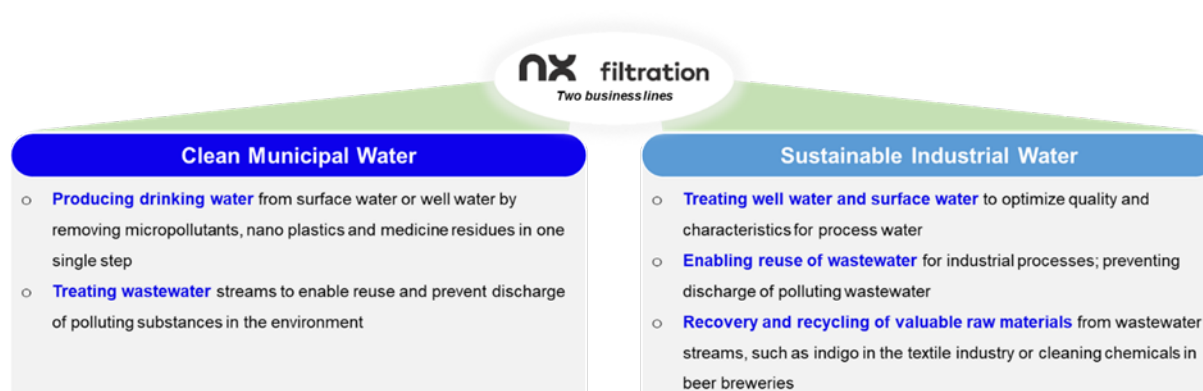 nx filtration
Two business lines
Clean Municipal Water
o Producing drinking water from surface water or well water by
removing micropollutants, nano plastics and medicine residues in one
single step
o Treating wastewater streams to enable reuse and prevent discharge
of polluting substances in the environment
Sustainable Industrial Water
o Treating well water and surface water to optimize quality and
characteristics for process water
o Enabling reuse of wastewater for industrial processes; preventing
discharge of polluting wastewater
o Recovery and recycling of valuable raw materials from wastewater
streams, such as indigo in the textile industry or cleaning chemicals in
beer breweries